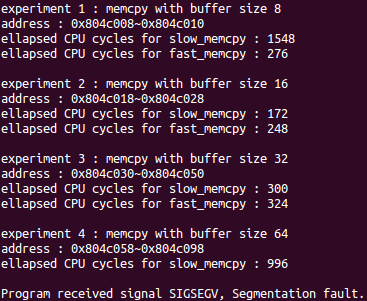 experiment 1 : memcpy with buffer size 8
address : 0x804c008~0x804c010
ellapsed CPU cycles for slow_memcpy : 1548
ellapsed CPU cycles for fast_memcpy : 276
experiment 2 : memcpy with buffer size 16
address : 0x804c018~0x804c028
ellapsed CPU cycles for slow_memcpy : 172
ellapsed CPU cycles for fast_memcpy : 248
experiment 3 : memcpy with buffer size 32
address : 0x804c030~0x804c050
ellapsed CPU cycles for slow_memcpy : 300
ellapsed CPU cycles for fast_memcpy : 324
experiment 4 : memcpy with buffer size 64
address : 0x804c058~0x804c098
ellapsed CPU cycles for slow_memcpy : 996
Program received signal SIGSEGV, Segmentation fault.